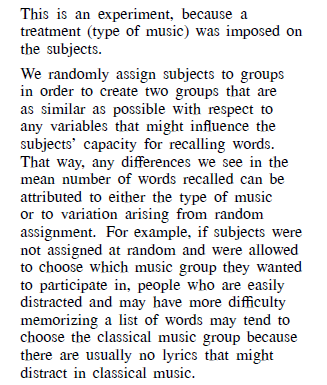 This is an experiment, because a
treatment (type of music) was imposed on
the subjects.
We randomly assign subjects to groups
in order to create two groups that are
as similar as possible with respect to
any variables that might influence the
subjects' capacity for recalling words.
That way, any differences we see in the
mean number of words recalled can be
attributed to either the type of music
or to variation arising from random
assignment. For example, if subjects were
not assigned at random and were allowed
to choose which music group they wanted
to participate in, people who are easily
distracted and may have more difficulty
memorizing a list of words may tend to
choose the classical music group because
there are usually no lyrics that might
distract in classical music.